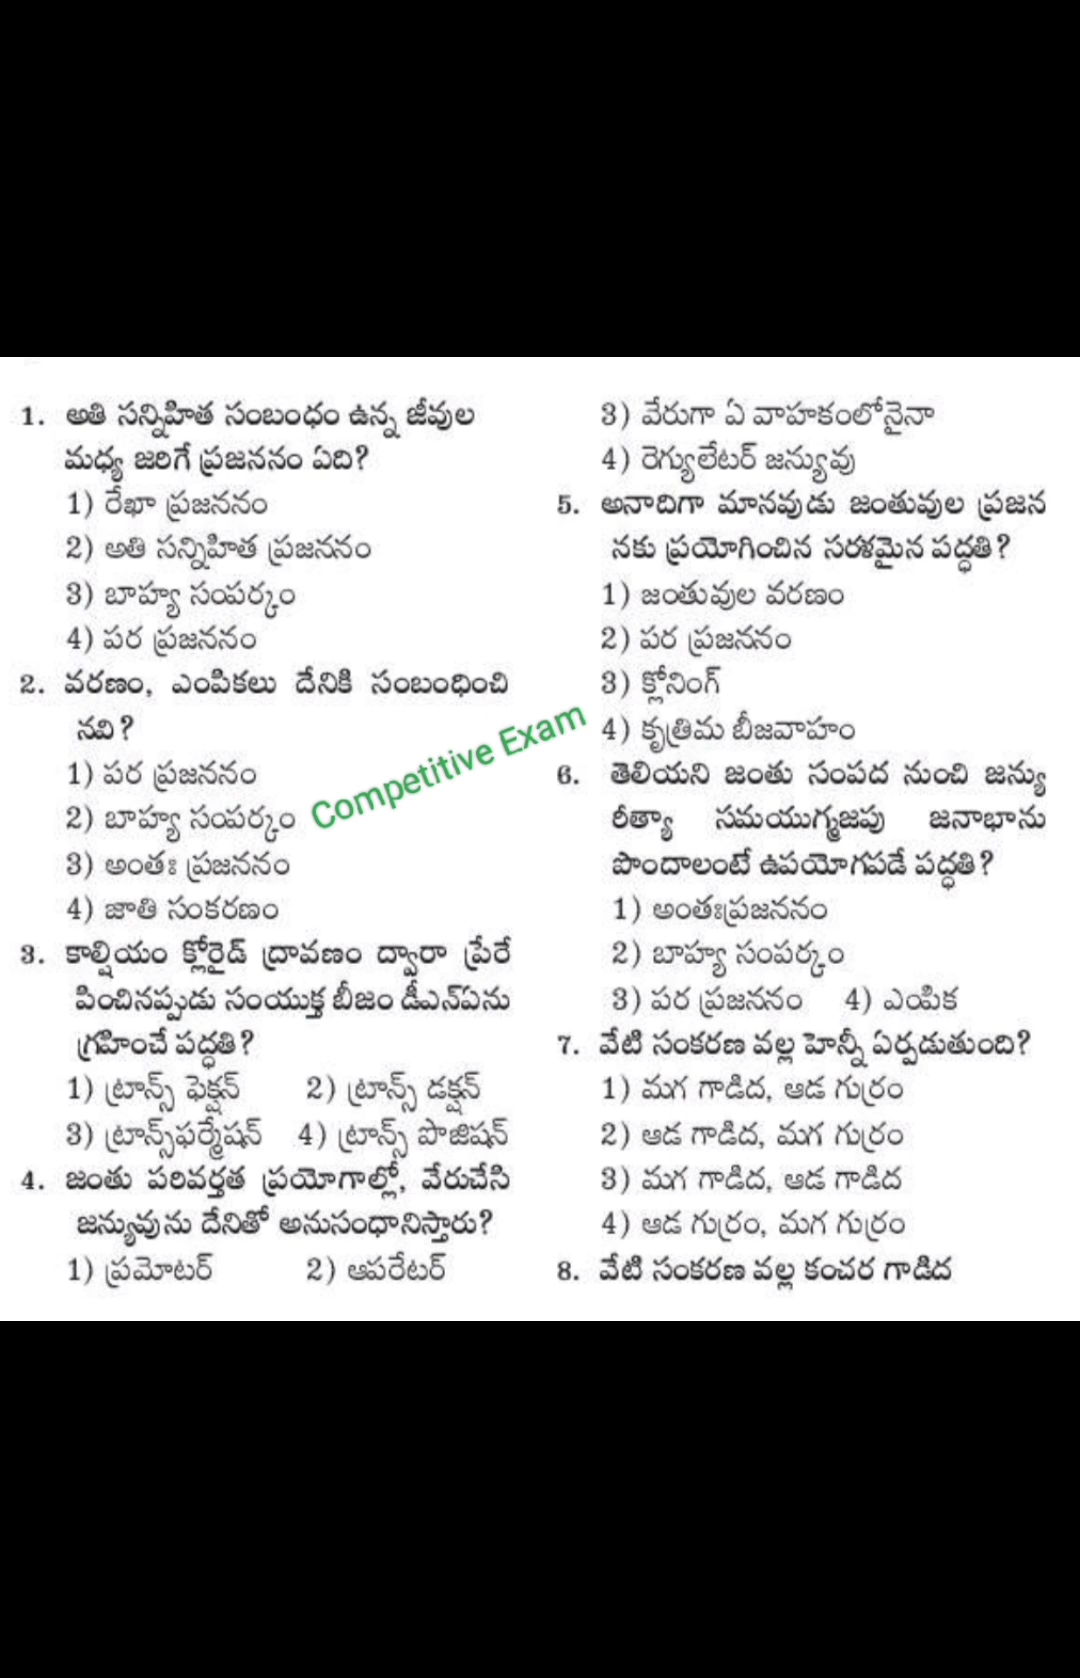 1. అతి సన్నిహిత సంబంధం ఉన్న జీవుల
మధ్య జరిగే ప్రజననం ఏది?
1) రేఖా ప్రజననం
2) అతి సన్నిహిత ప్రజననం
3) బాహ్య సంపర్కం
4) పర ప్రజననం
2. వరణం, ఎంపికలు దేనికి సంబంధించి
నవి?
1) పర ప్రజననం
2) బాహ్య సంపర్కం
3) అంతః ప్రజననం
4) జాతి సంకరణం
3. కాల్షియం క్లోరైడ్ ద్రావణం ద్వారా ప్రేరే
పించినప్పుడు సంయుక్త బీజం డీఎన్ఏను
గ్రహించే పద్ధతి?
1) ట్రాన్స్ ఫెక్షన్ 2) ట్రాన్స్ డక్షన్
3) ట్రాన్స్‌ఫర్మేషన్ 4) ట్రాన్స్ పొజిషన్
4. జంతు పరివర్తత ప్రయోగాల్లో, వేరుచేసి
జన్యువును దేనితో అనుసంధానిస్తారు?
1) ప్రమోటర్ 2) ఆపరేటర్
3) వేరుగా ఏ వాహకంలోనైనా
4) రెగ్యులేటర్ జన్యువు
5. అనాదిగా మానవుడు జంతువుల ప్రజన
నకు ప్రయోగించిన సరళమైన పద్ధతి?
1) జంతువుల వరణం
2) పర ప్రజననం
3) క్లోనింగ్
4) కృత్రిమ బీజవాహం
6. తెలియని జంతు సంపద నుంచి జన్యు
రీత్యా సమయుగ్మజపు జనాభాను
పొందాలంటే ఉపయోగపడే పద్ధతి?
1) అంతఃప్రజననం
2) బాహ్య సంపర్కం
3) పర ప్రజననం 4) ఎంపిక
7. వేటి సంకరణ వల్ల హెన్నీ ఏర్పడుతుంది?
1) మగ గాడిద, ఆడ గుర్రం
2) ఆడ గాడిద, మగ గుర్రం
3) మగ గాడిద, ఆడ గాడిద
4) ఆడ గుర్రం, మగ గుర్రం
8. వేటి సంకరణ వల్ల కంచర గాడిద
Competitive Exam